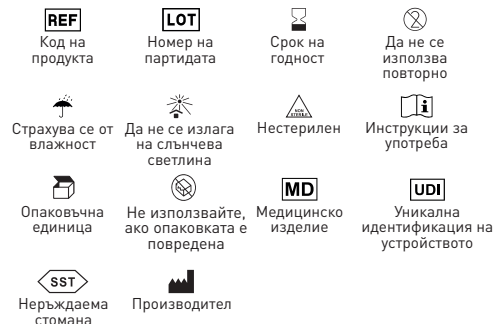 REF
Код на
продукта
LOT
Номер на
партидата
Срок на
годност
2
Да не се
използва
повторно
Страхува се от
влажност
Да не се излага
на слънчева
светлина
NON
STERILE
Нестерилен
i
Инструкции за
употреба
Опаковъчна
единица
Не използвайте,
ако опаковката е
повредена
MD
Медицинско
изделие
UDI
Уникална
идентификация на
устройството
SST
Неръждаема
стомана
Производител